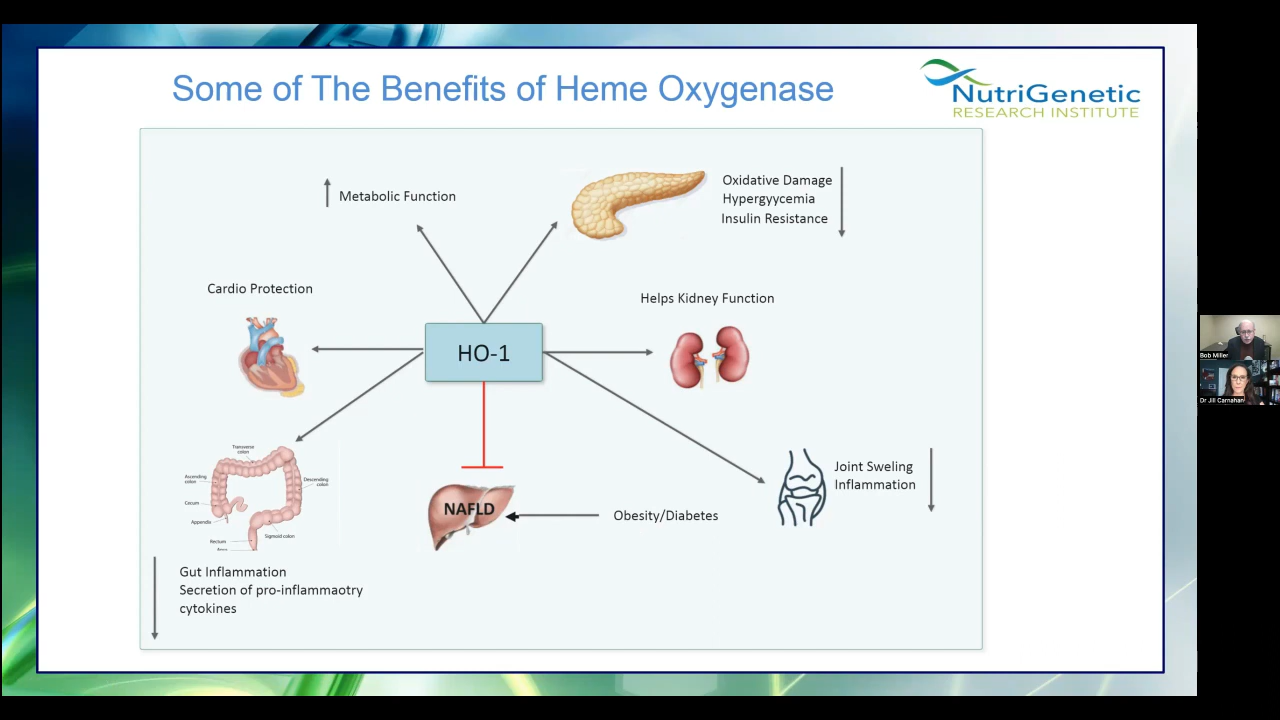 Some of The Benefits of Heme Oxygenase
NutriGenetic
RESEARCH INSTITUTE
Metabolic Function
Oxidative Damage
Hypergyycemia
Insulin Resistance
Cardio Protection
Helps Kidney Function
HO-1
Transverse
colon
Ascending
colon
Descending
colon
Cecum
Appendix
Sigmoid colon
Rectum
Joint Sweling
Inflammation
NAFLD
Obesity/Diabetes
Gut Inflammation
Secretion of pro-inflammaotry
cytokines
Bob Miller
Dr Jill Carnahan